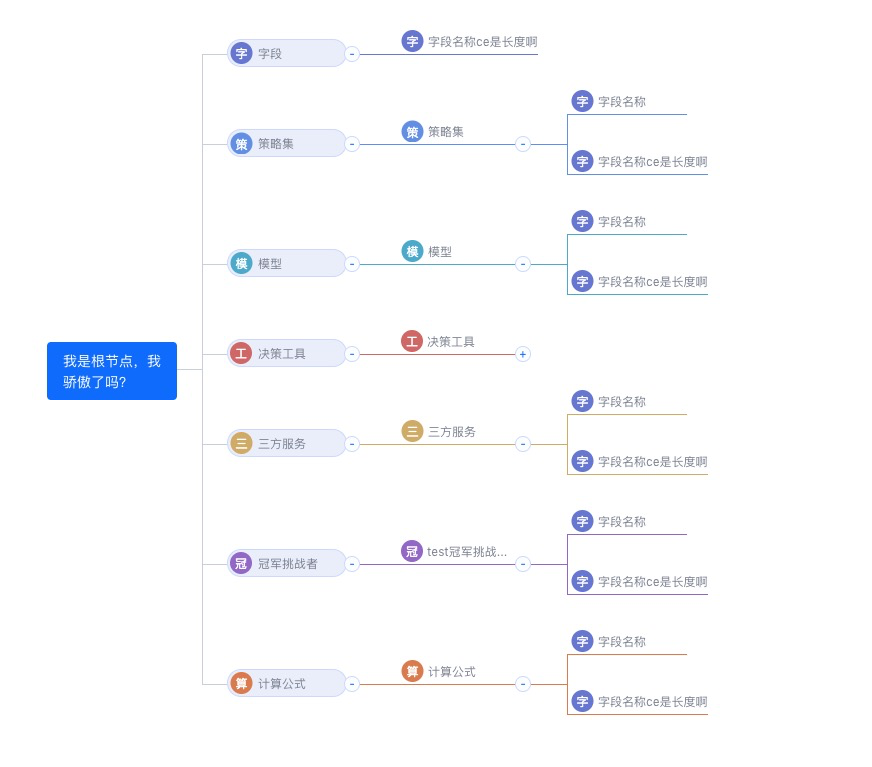 字 字段名称ce是长度啊
字 字段 -
字 字段名称
策 策略集
策 策略集 - -
字 字段名称ce是长度啊
字 字段名称
模 模型
模 模型 - -
字 字段名称ce是长度啊
工 决策工具
工 决策工具 - +
我是根节点，我
骄傲了吗?
字 字段名称
三 三方服务
三 三方服务 - -
字 字段名称ce是长度啊
字 字段名称
冠 test冠军挑战...
冠 冠军挑战者 - -
字 字段名称ce是长度啊
字 字段名称
算 计算公式
算 计算公式 - -
字 字段名称ce是长度啊